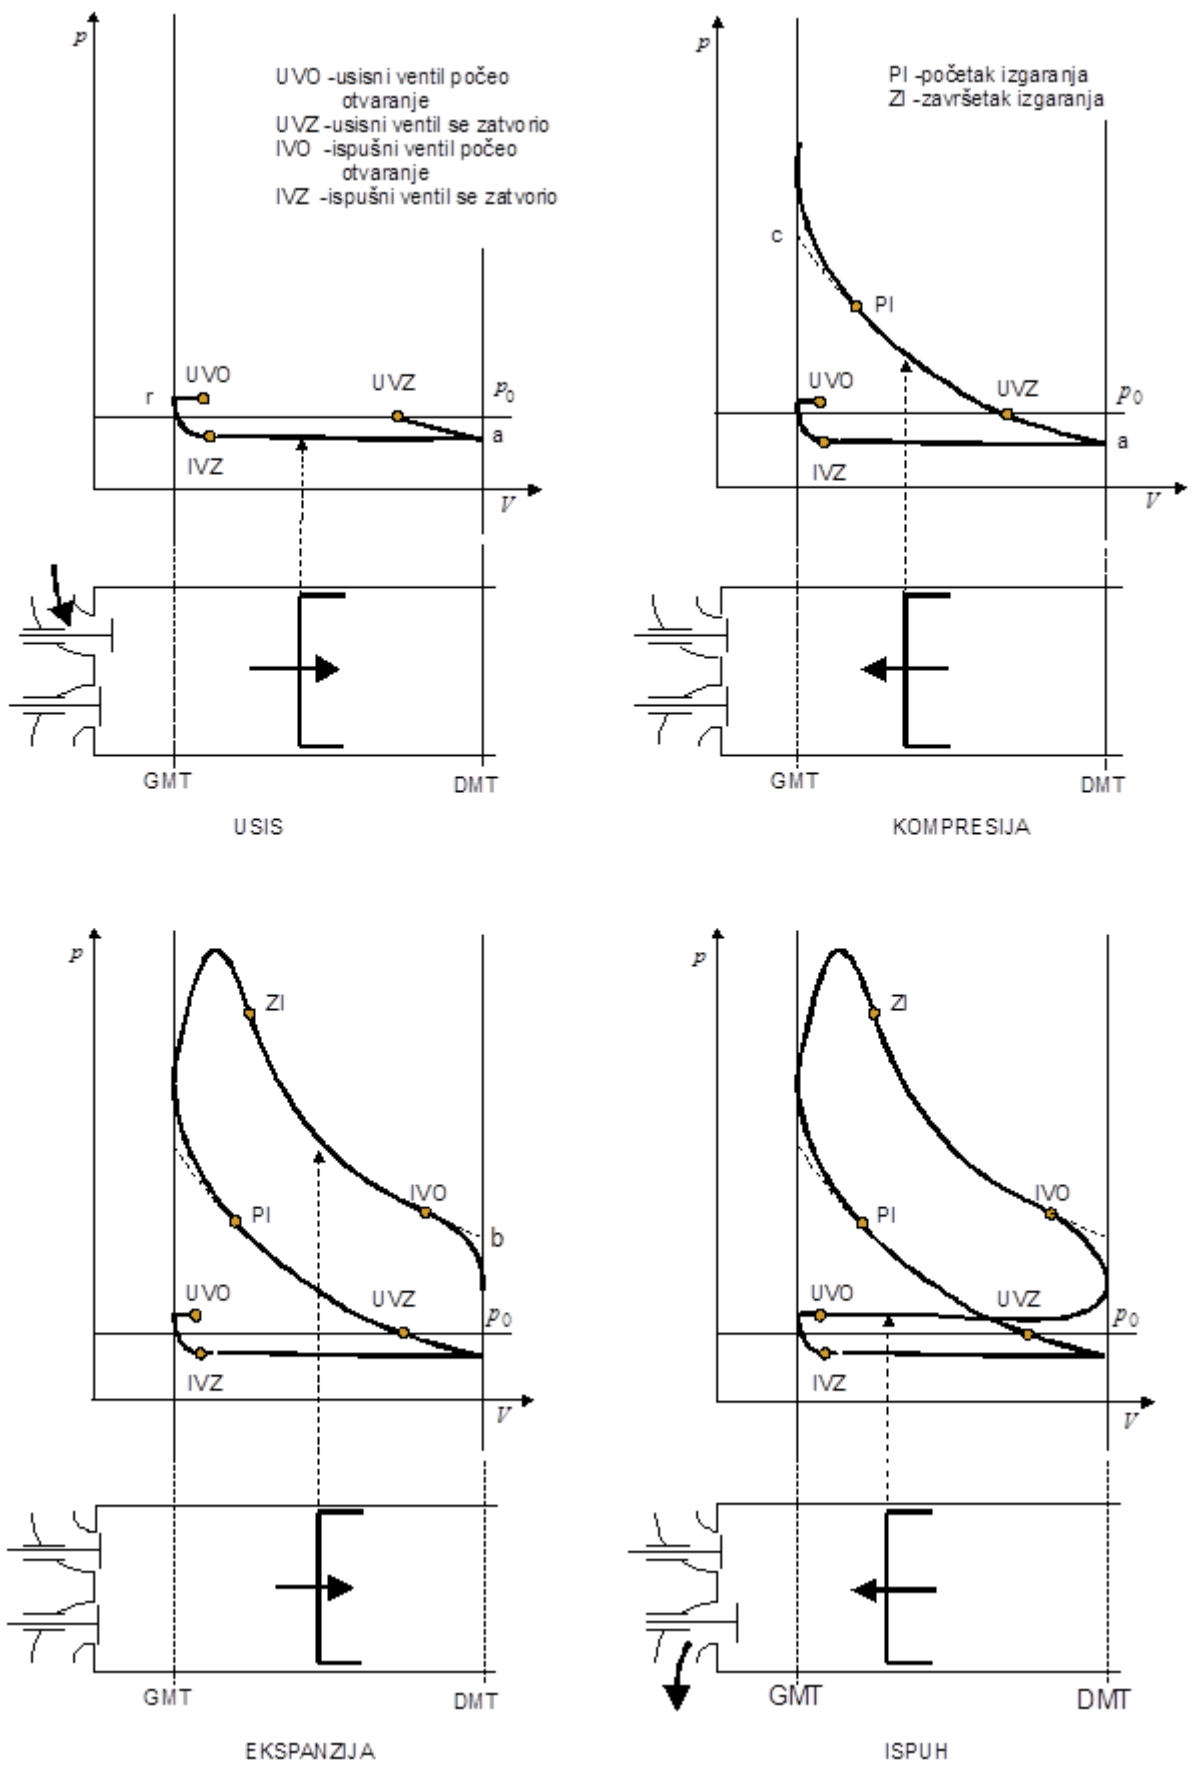 p
UVO -usisni ventil počeo
otvaranje
UVZ -usisni ventil se zatvorio
IVO -ispušni ventil počeo
otvaranje
IVZ -ispušni ventil se zatvorio
r
UVO
UVZ
p0
a
IVZ
V
GMT
DMT
USIS
p
PI -početak izgaranja
ZI -završetak izgaranja
c
PI
UVO
UVZ
p0
a
IVZ
V
GMT
DMT
KOMPRESIJA
p
ZI
IVO
PI
b
UVO
UVZ
p0
IVZ
V
GMT
DMT
EKSPANZIJA
p
ZI
IVO
PI
UVO
UVZ
p0
IVZ
V
GMT
DMT
ISPUH